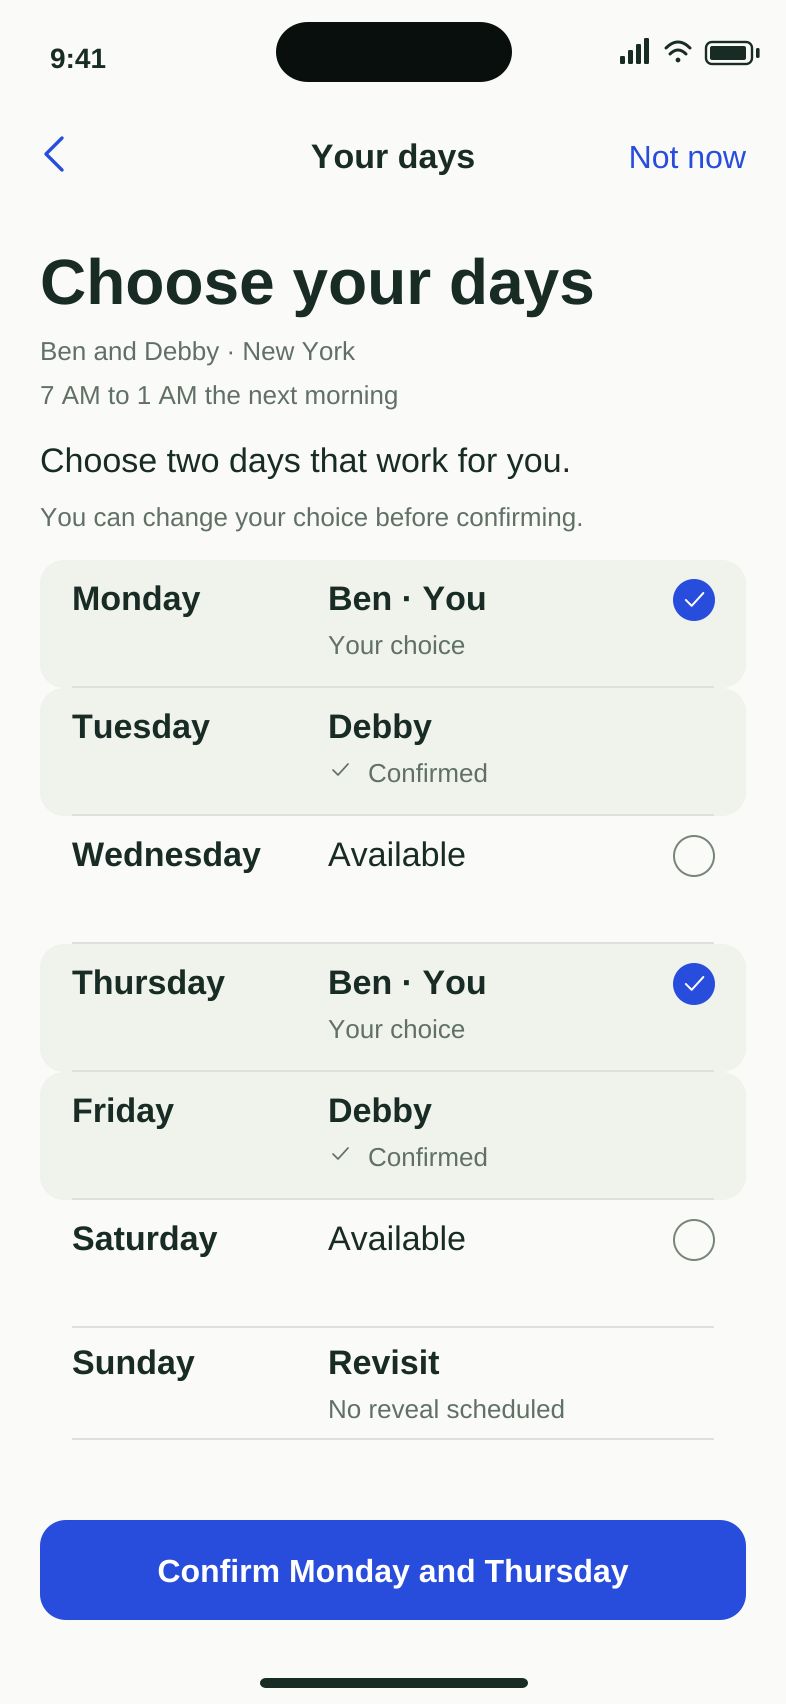 9:41
Your days
Not now
Choose your days
Ben and Debby · New York
7 AM to 1 AM the next morning
Choose two days that work for you.
You can change your choice before confirming.
Monday Ben · You
Your choice
Tuesday Debby
Confirmed
Wednesday Available
Thursday Ben · You
Your choice
Friday Debby
Confirmed
Saturday Available
Sunday Revisit
No reveal scheduled
Confirm Monday and Thursday